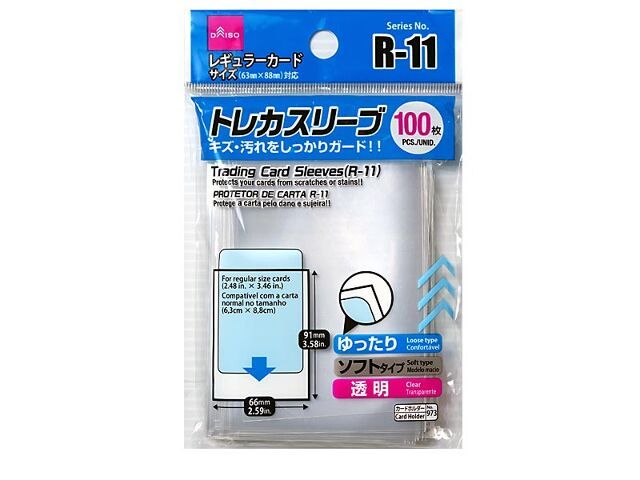 DAISO
Series No.
R-11
レギュラーカード
サイズ(63mm×88mm)対応
トレカスリーブ
100枚
PCS./UNID.
キズ・汚れをしっかりガード!!
Trading Card Sleeves(R-11)
Protects your cards from scratches or stains!!
PROTETOR DE CARTA R-11
Protege a carta pelo dano e sujeira!!
For regular size cards
(2.48 in. × 3.46 in.)
Compatível com a carta
normal no tamanho
(6,3cm × 8,8cm)
91mm
3.58in.
66mm
2.59in.
ゆったり
Loose type
Confortável
ソフトタイプ
Soft type
Modelo macio
透明
Clear
Transparente
カードホルダー
Card Holder
No.
973